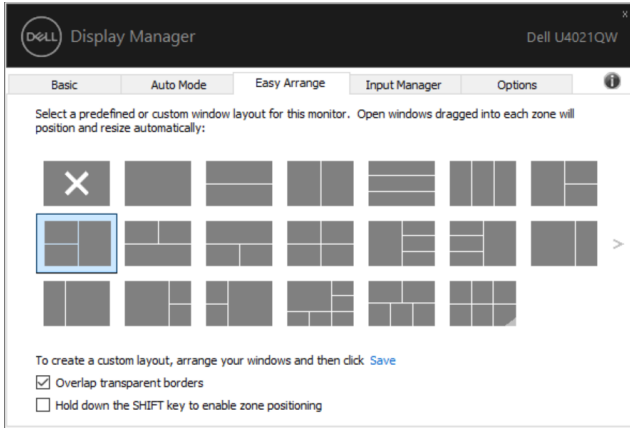 x
DELL Display Manager Dell U4021QW
Basic Auto Mode Easy Arrange Input Manager Options i
Select a predefined or custom window layout for this monitor. Open windows dragged into each zone will
position and resize automatically:
>
To create a custom layout, arrange your windows and then click Save
Overlap transparent borders
Hold down the SHIFT key to enable zone positioning